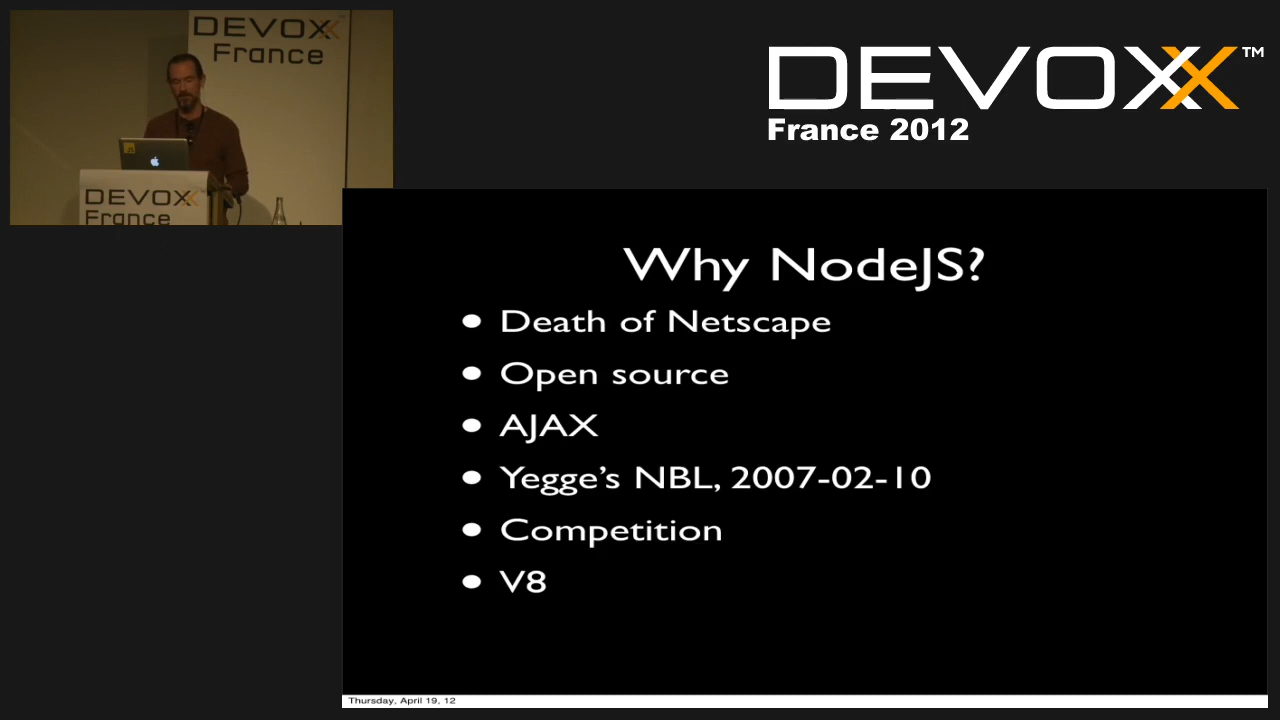 DEVOXX
France
DEVOXX
France
DEVOXX™
France 2012
Why NodeJS?
• Death of Netscape
• Open source
• AJAX
• Yegge's NBL, 2007-02-10
• Competition
• V8
Thursday, April 19, 12